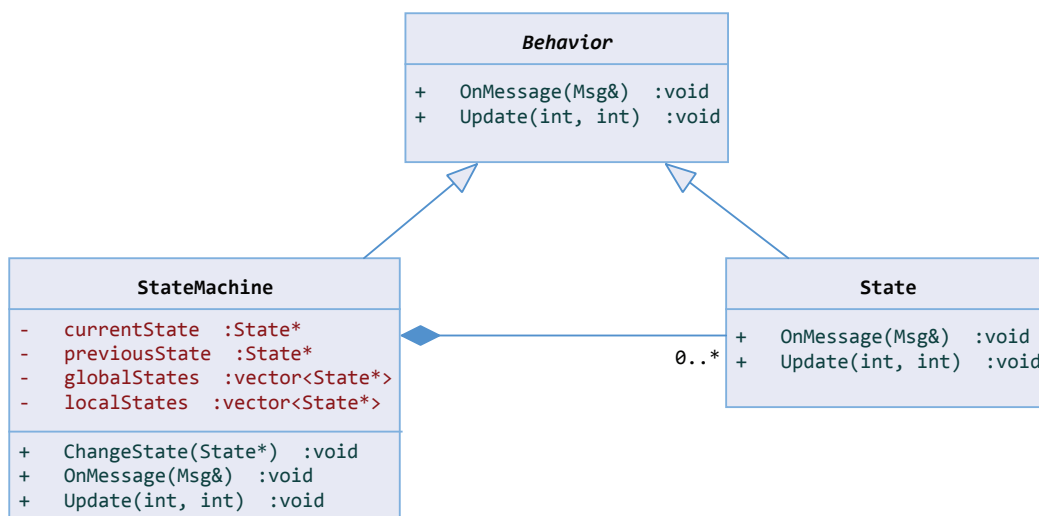 Behavior
+ OnMessage(Msg&) :void
+ Update(int, int) :void
StateMachine
- currentState :State*
- previousState :State*
- globalStates :vector<State*>
- localStates :vector<State*>
+ ChangeState(State*) :void
+ OnMessage(Msg&) :void
+ Update(int, int) :void
0..*
State
+ OnMessage(Msg&) :void
+ Update(int, int) :void